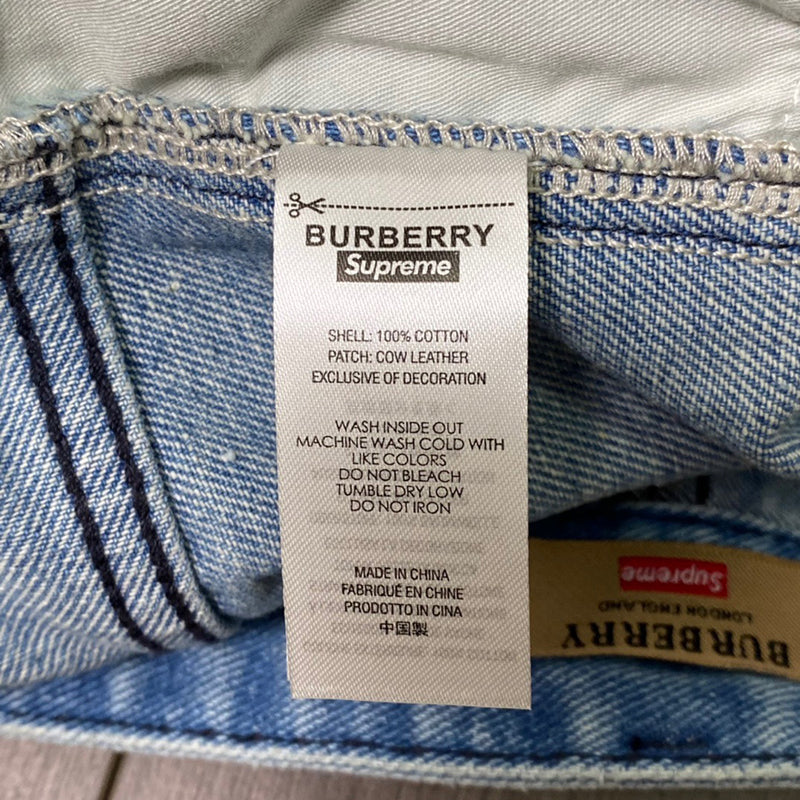 BURBERRY
Supreme
SHELL: 100% COTTON
PATCH: COW LEATHER
EXCLUSIVE OF DECORATION
WASH INSIDE OUT
MACHINE WASH COLD WITH
LIKE COLORS
DO NOT BLEACH
TUMBLE DRY LOW
DO NOT IRON
MADE IN CHINA
FABRIQUÉ EN CHINE
PRODOTTO IN CINA
中国製
Supreme
LONDON ENGLAND
BURBERRY